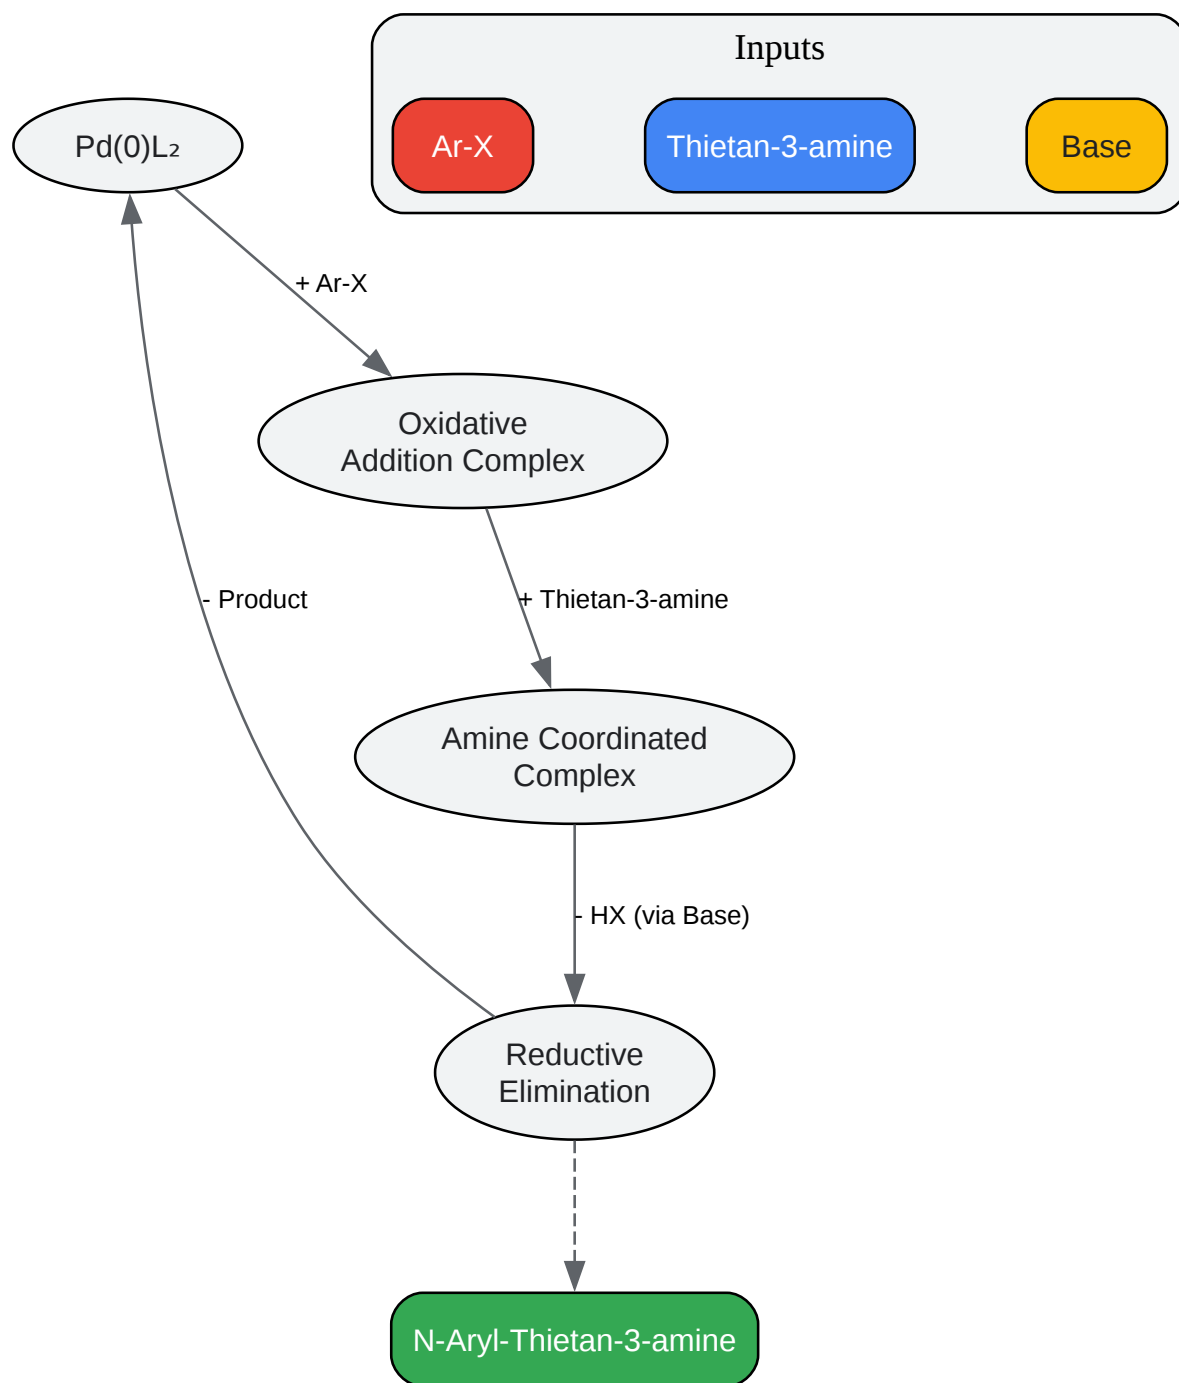 Inputs
Pd(0)L₂
Ar-X
Thietan-3-amine
Base
+ Ar-X
Oxidative
Addition Complex
- Product
+ Thietan-3-amine
Amine Coordinated
Complex
- HX (via Base)
Reductive
Elimination
N-Aryl-Thietan-3-amine